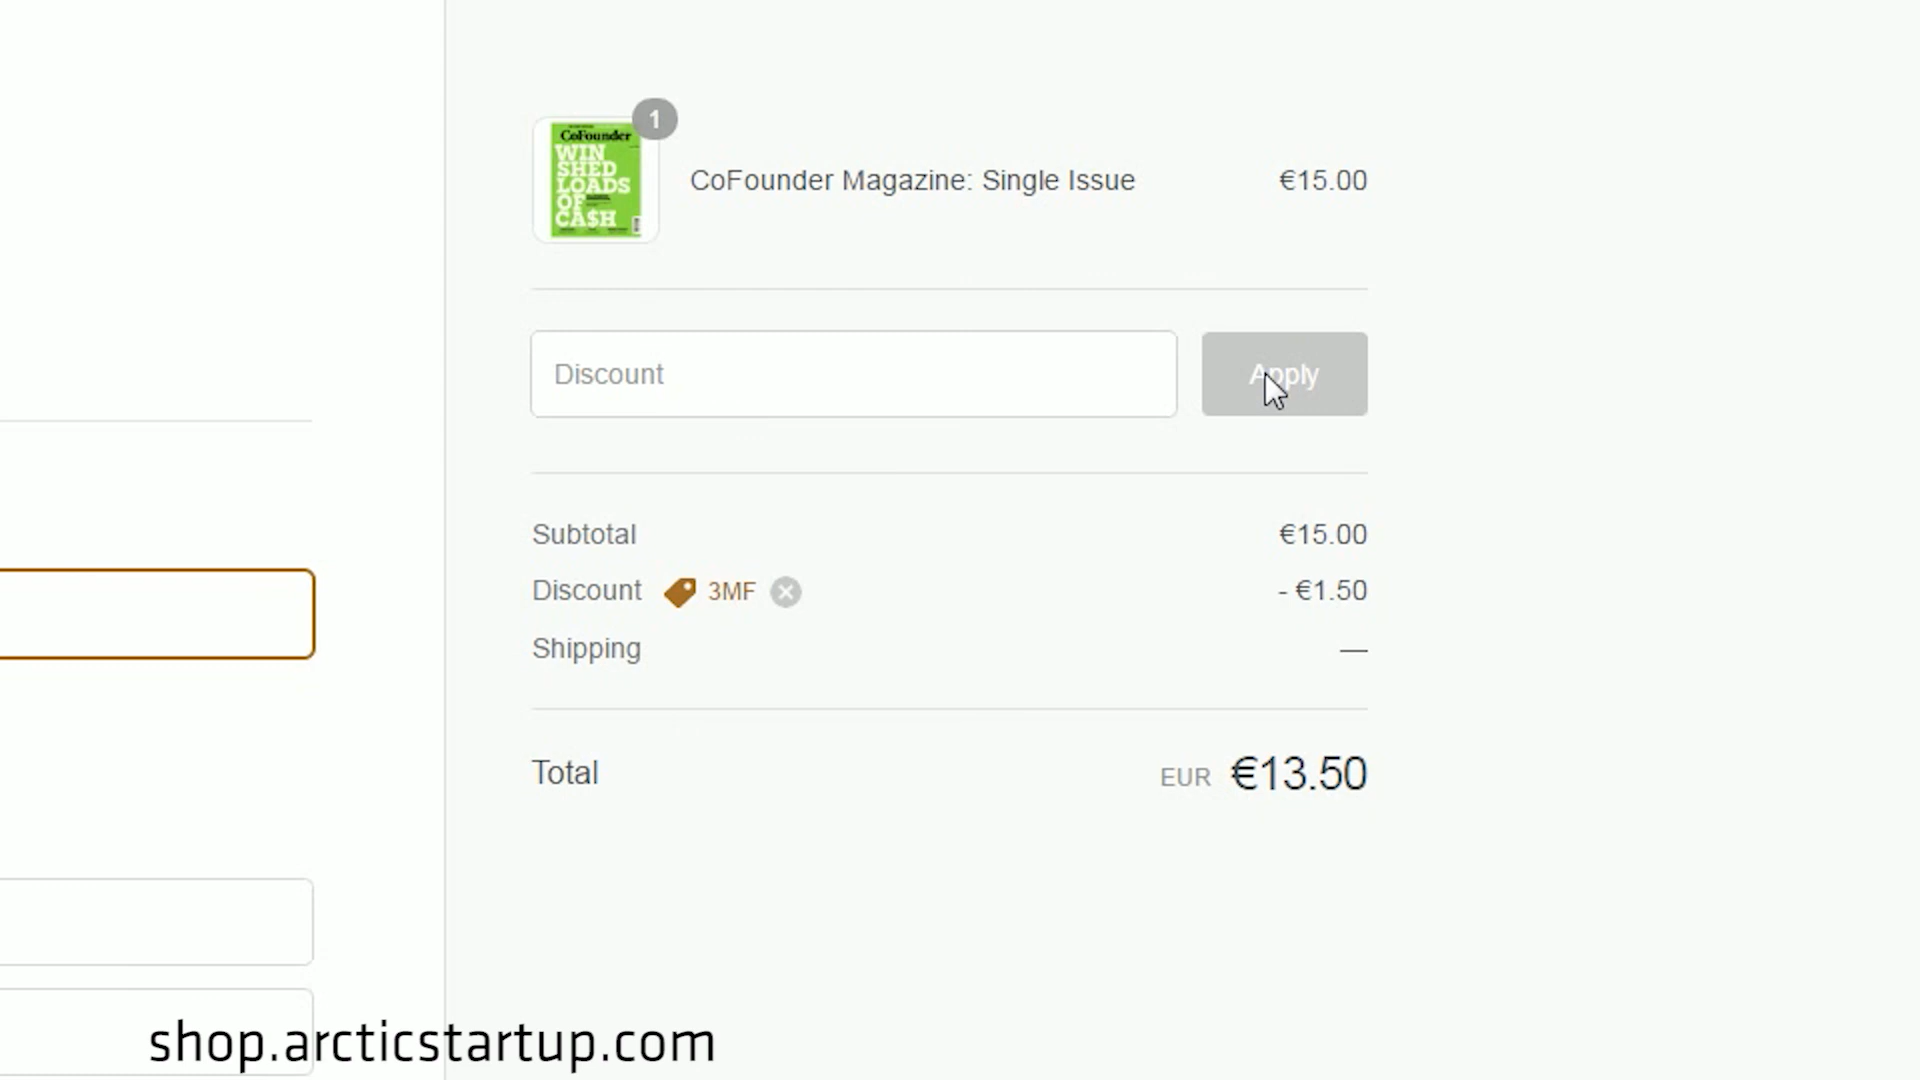 1
CoFounder
WIN
SHED
LOADS
OF
CA$H
CoFounder Magazine: Single Issue €15.00
Discount Apply
Subtotal €15.00
Discount 3MF - €1.50
Shipping —
Total EUR €13.50
shop.arcticstartup.com